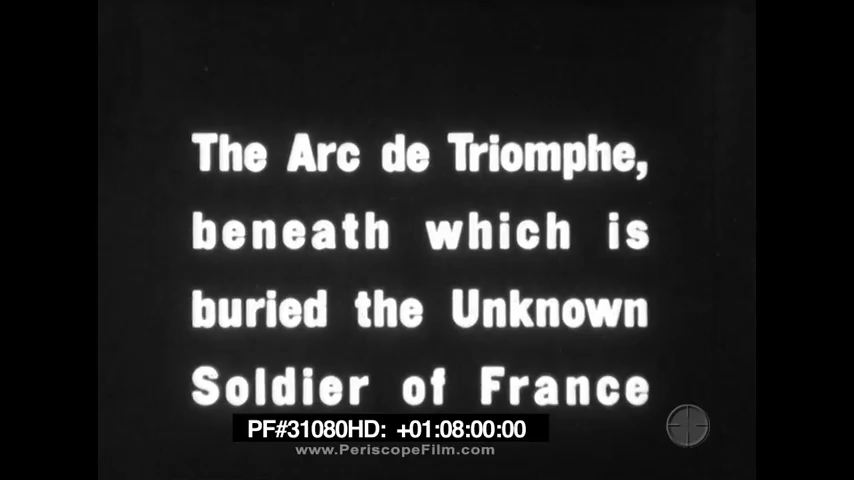 The Arc de Triomphe,
beneath which is
buried the Unknown
Soldier of France
PF#31080HD: +01:08:00:00
www.PeriscopeFilm.com